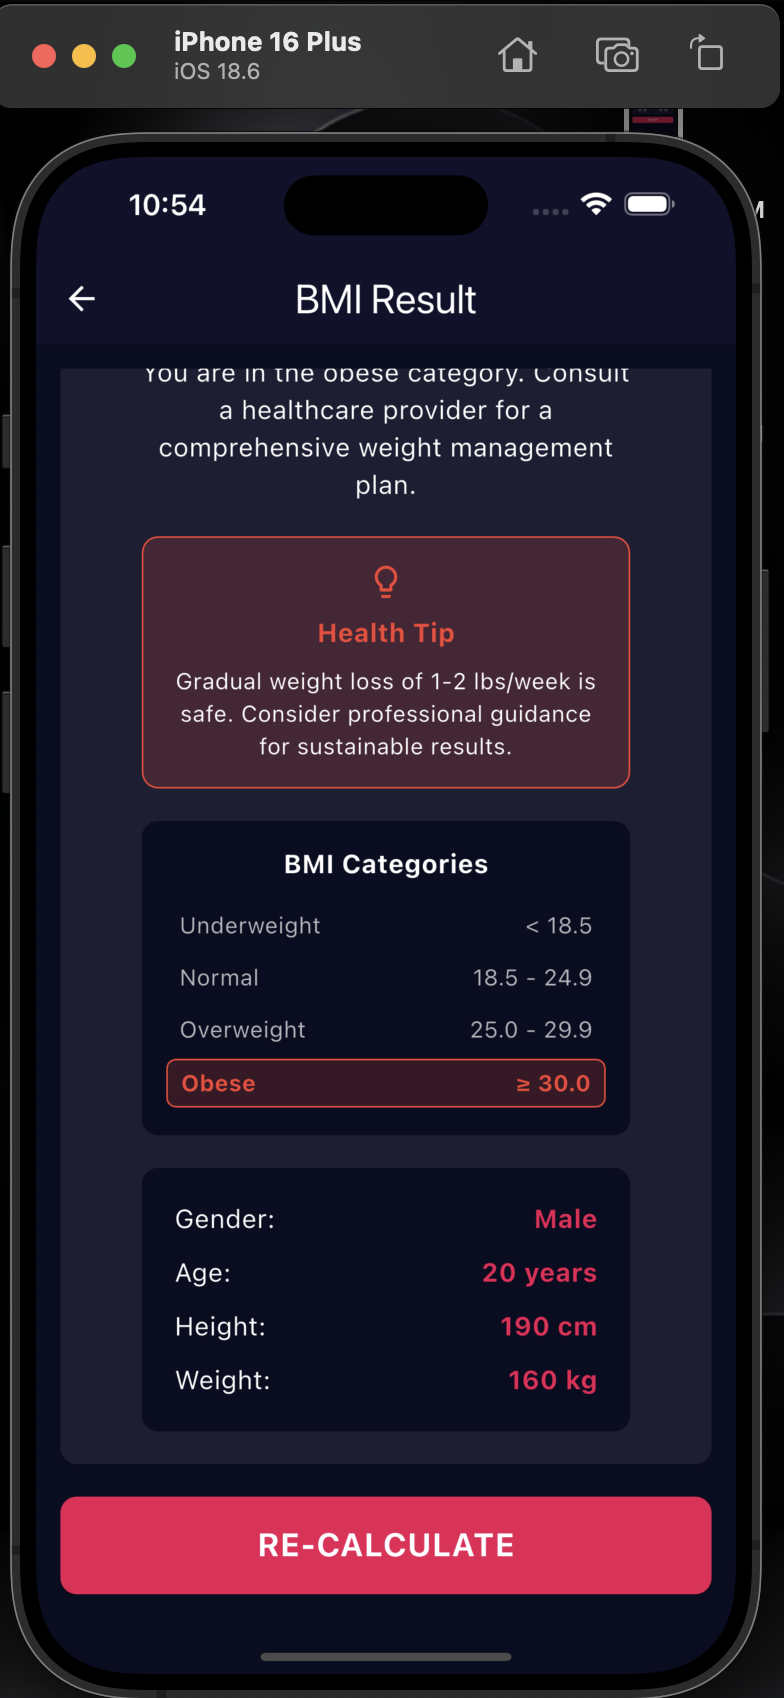 iPhone 16 Plus
iOS 18.6
10:54
BMI Result
You are in the obese category. Consult
a healthcare provider for a
comprehensive weight management
plan.
Health Tip
Gradual weight loss of 1-2 lbs/week is
safe. Consider professional guidance
for sustainable results.
BMI Categories
Underweight < 18.5
Normal 18.5 - 24.9
Overweight 25.0 - 29.9
Obese ≥ 30.0
Gender: Male
Age: 20 years
Height: 190 cm
Weight: 160 kg
RE-CALCULATE